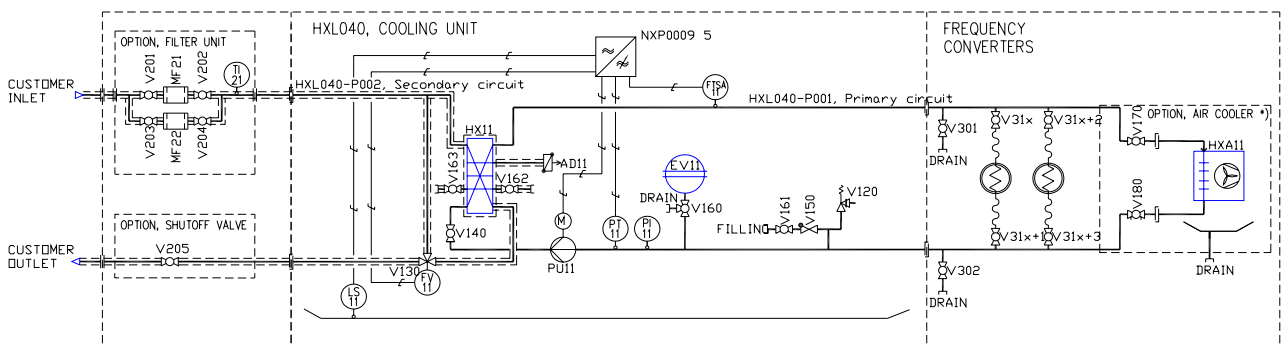 HXL040, COOLING UNIT
NXP0009 5
FREQUENCY
CONVERTERS
OPTION, FILTER UNIT
V201
MF21
V202
TI
21
CUSTOMER
INLET
HXL040-P002, Secondary circuit
FTSA
11
HXL040-P001, Primary circuit
V203
MF22
V204
HX11
V163
AD11
V162
EV11
DRAIN
V160
V161
V150
V120
FILLING
V301
DRAIN
V31x
V31x+2
OPTION, AIR COOLER *)
V170
HXA11
V180
M
PT
11
PI
11
V140
PU11
V31x+1
V31x+3
OPTION, SHUTOFF VALVE
V205
CUSTOMER
OUTLET
V130
FV
11
LS
11
V302
DRAIN
DRAIN